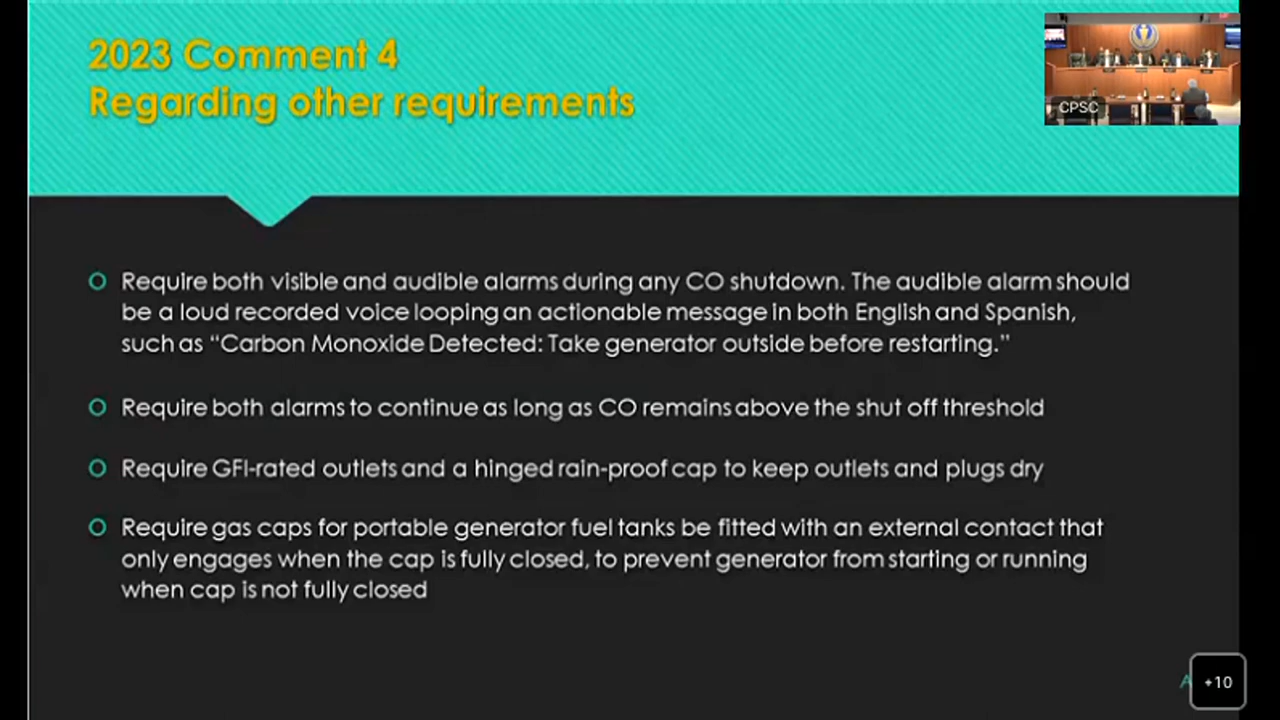 2023 Comment 4
Regarding other requirements
CPSC
Require both visible and audible alarms during any CO shutdown. The audible alarm should
be a loud recorded voice looping an actionable message in both English and Spanish,
such as “Carbon Monoxide Detected: Take generator outside before restarting.”
Require both alarms to continue as long as CO remains above the shut off threshold
Require GFI-rated outlets and a hinged rain-proof cap to keep outlets and plugs dry
Require gas caps for portable generator fuel tanks be fitted with an external contact that
only engages when the cap is fully closed, to prevent generator from starting or running
when cap is not fully closed
A
+10